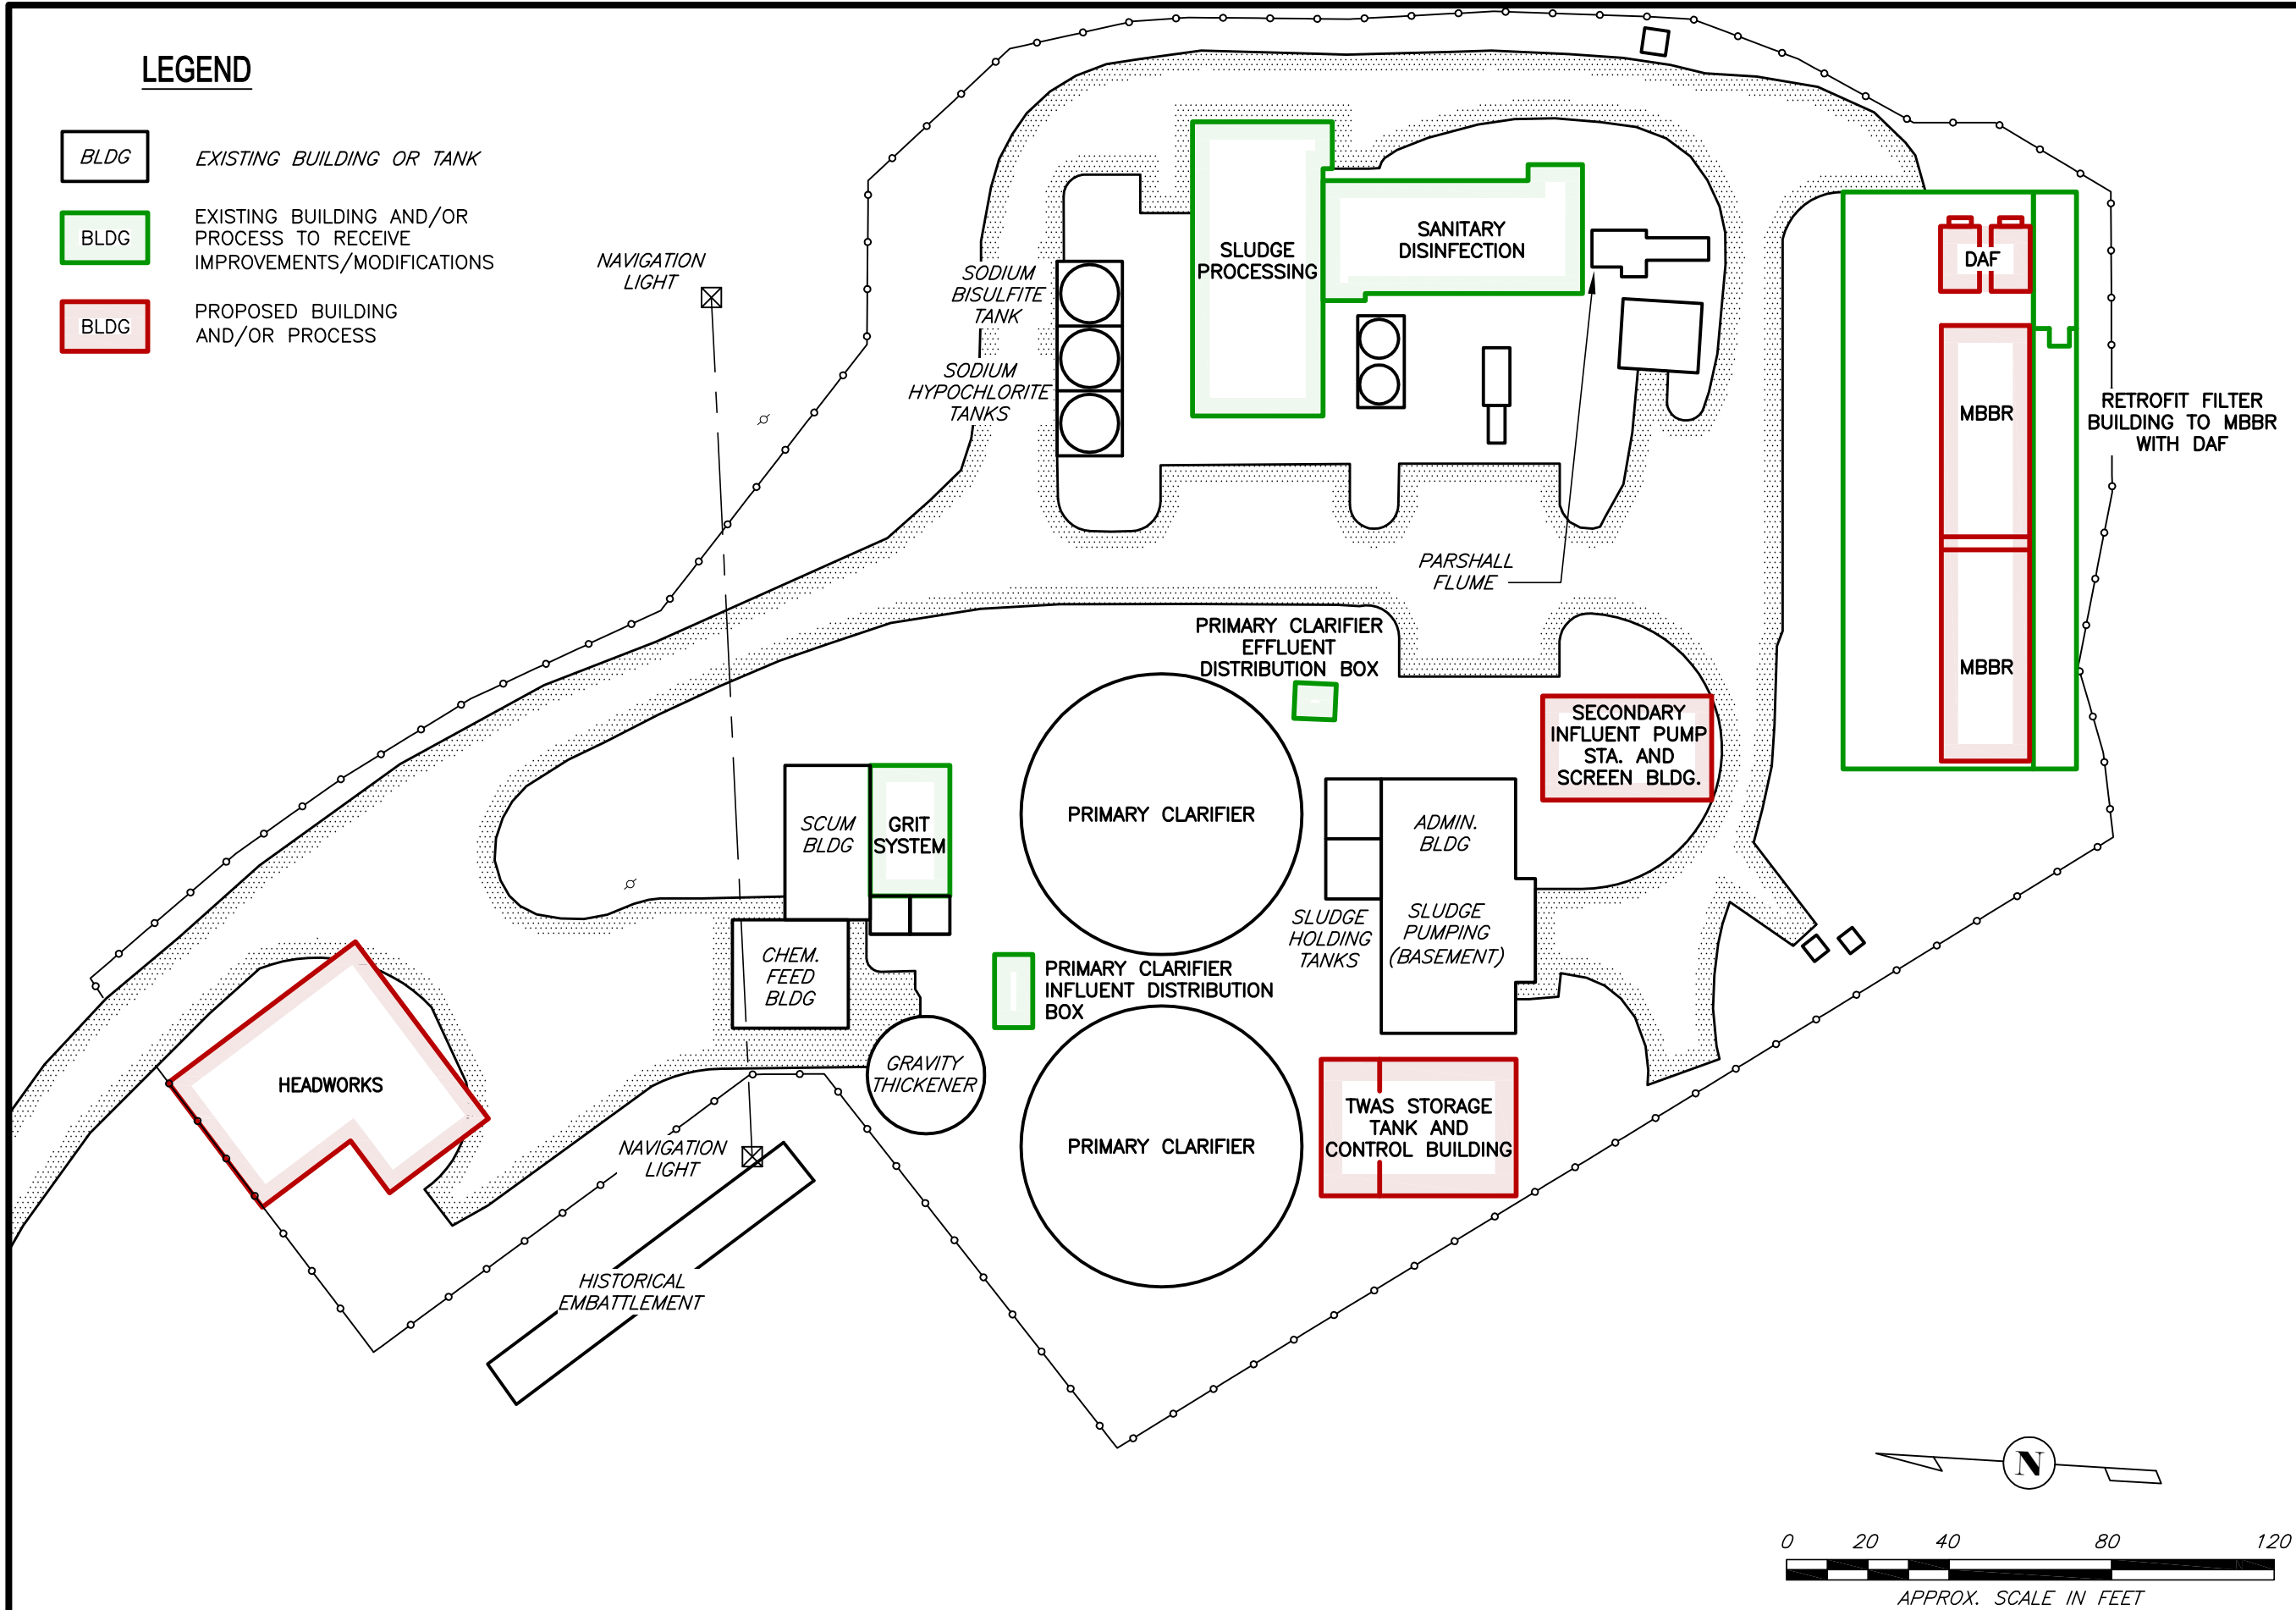 LEGEND
BLDG
EXISTING BUILDING OR TANK
BLDG
EXISTING BUILDING AND/OR
PROCESS TO RECEIVE
IMPROVEMENTS/MODIFICATIONS
BLDG
PROPOSED BUILDING
AND/OR PROCESS
NAVIGATION
LIGHT
SODIUM
BISULFITE
TANK
SODIUM
HYPOCHLORITE
TANKS
SLUDGE
PROCESSING
SANITARY
DISINFECTION
DAF
MBBR
RETROFIT FILTER
BUILDING TO MBBR
WITH DAF
PARSHALL
FLUME
MBBR
PRIMARY CLARIFIER
EFFLUENT
DISTRIBUTION BOX
SECONDARY
INFLUENT PUMP
STA. AND
SCREEN BLDG.
SCUM
BLDG
GRIT
SYSTEM
PRIMARY CLARIFIER
ADMIN.
BLDG
SLUDGE
PUMPING
(BASEMENT)
SLUDGE
HOLDING
TANKS
CHEM.
FEED
BLDG
PRIMARY CLARIFIER
INFLUENT DISTRIBUTION
BOX
HEADWORKS
GRAVITY
THICKENER
NAVIGATION
LIGHT
PRIMARY CLARIFIER
TWAS STORAGE
TANK AND
CONTROL BUILDING
HISTORICAL
EMBATTLEMENT
N
0 20 40 80 120
APPROX. SCALE IN FEET